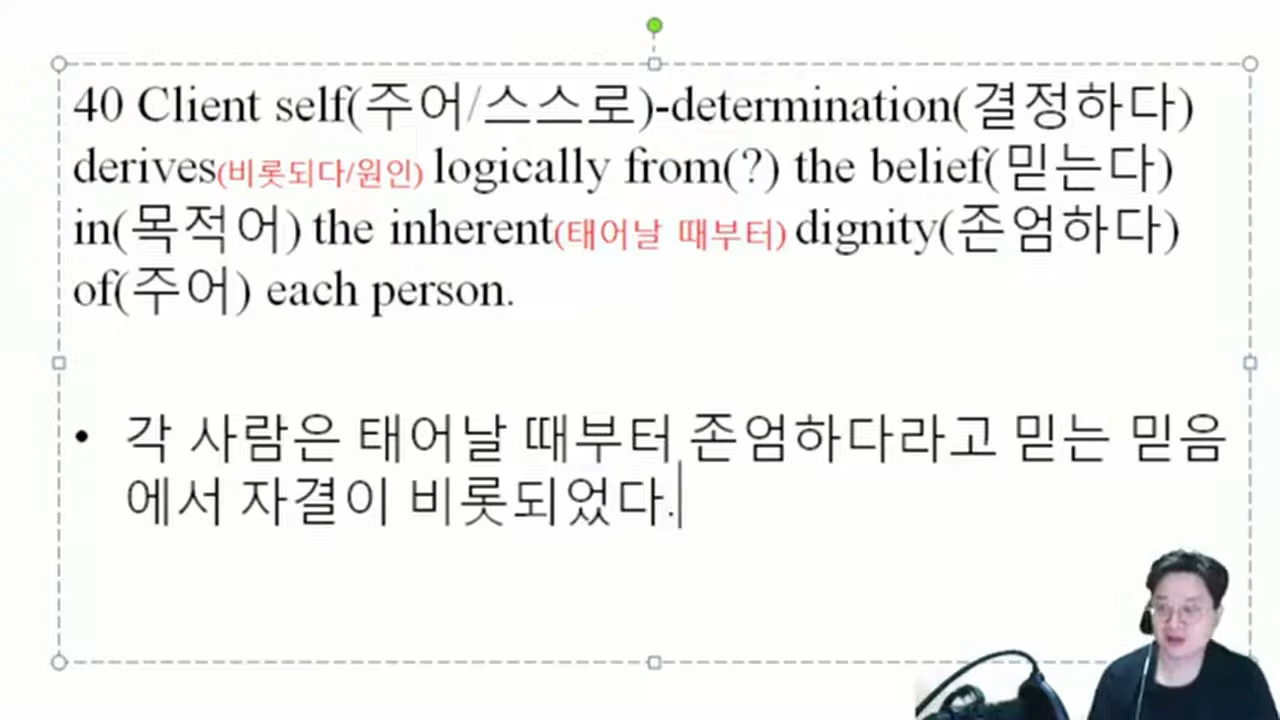 40 Client self(주어/스스로)-determination(결정하다)
derives(비롯되다/원인) logically from(?) the belief(믿는다)
in(목적어) the inherent(태어날 때부터) dignity(존엄하다)
of(주어) each person.
• 각 사람은 태어날 때부터 존엄하다라고 믿는 믿음
에서 자결이 비롯되었다.